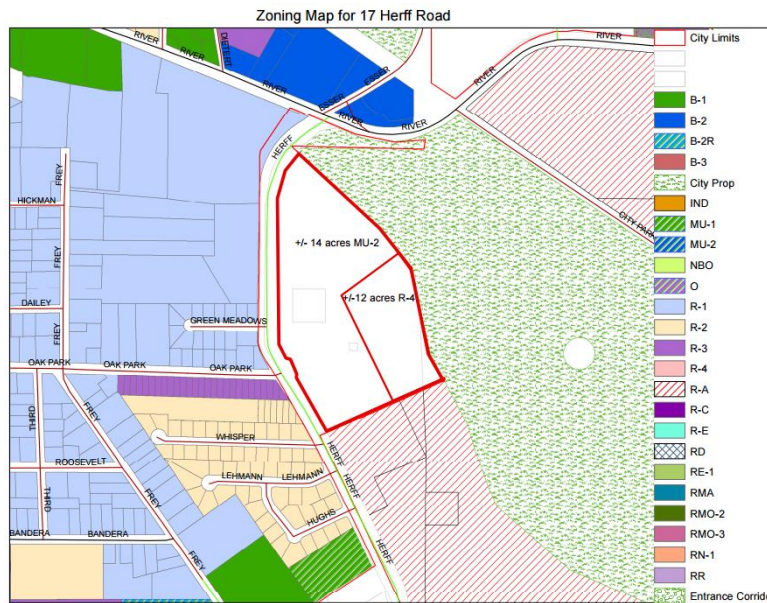 Zoning Map for 17 Herff Road
RIVER
RIVER
DIETERT
RIVER
ESSER
ESSER
RIVER
RIVER
RIVER
RIVER
HERFF
FREY
HICKMAN
FREY
CITY PARK
+/- 14 acres MU-2
+/-12 acres R-4
DAILEY
FREY
GREEN MEADOWS
OAK PARK
OAK PARK
OAK PARK
THIRD
FREY
WHISPER
HERFF
ROOSEVELT
LEHMANN
LEHMANN
HERFF
THIRD
FREY
HUGHS
BANDERA
BANDERA
FREY
HERFF
City Limits
B-1
B-2
B-2R
B-3
City Prop
IND
MU-1
MU-2
NBO
O
R-1
R-2
R-3
R-4
R-A
R-C
R-E
RD
RE-1
RMA
RMO-2
RMO-3
RN-1
RR
Entrance Corrido